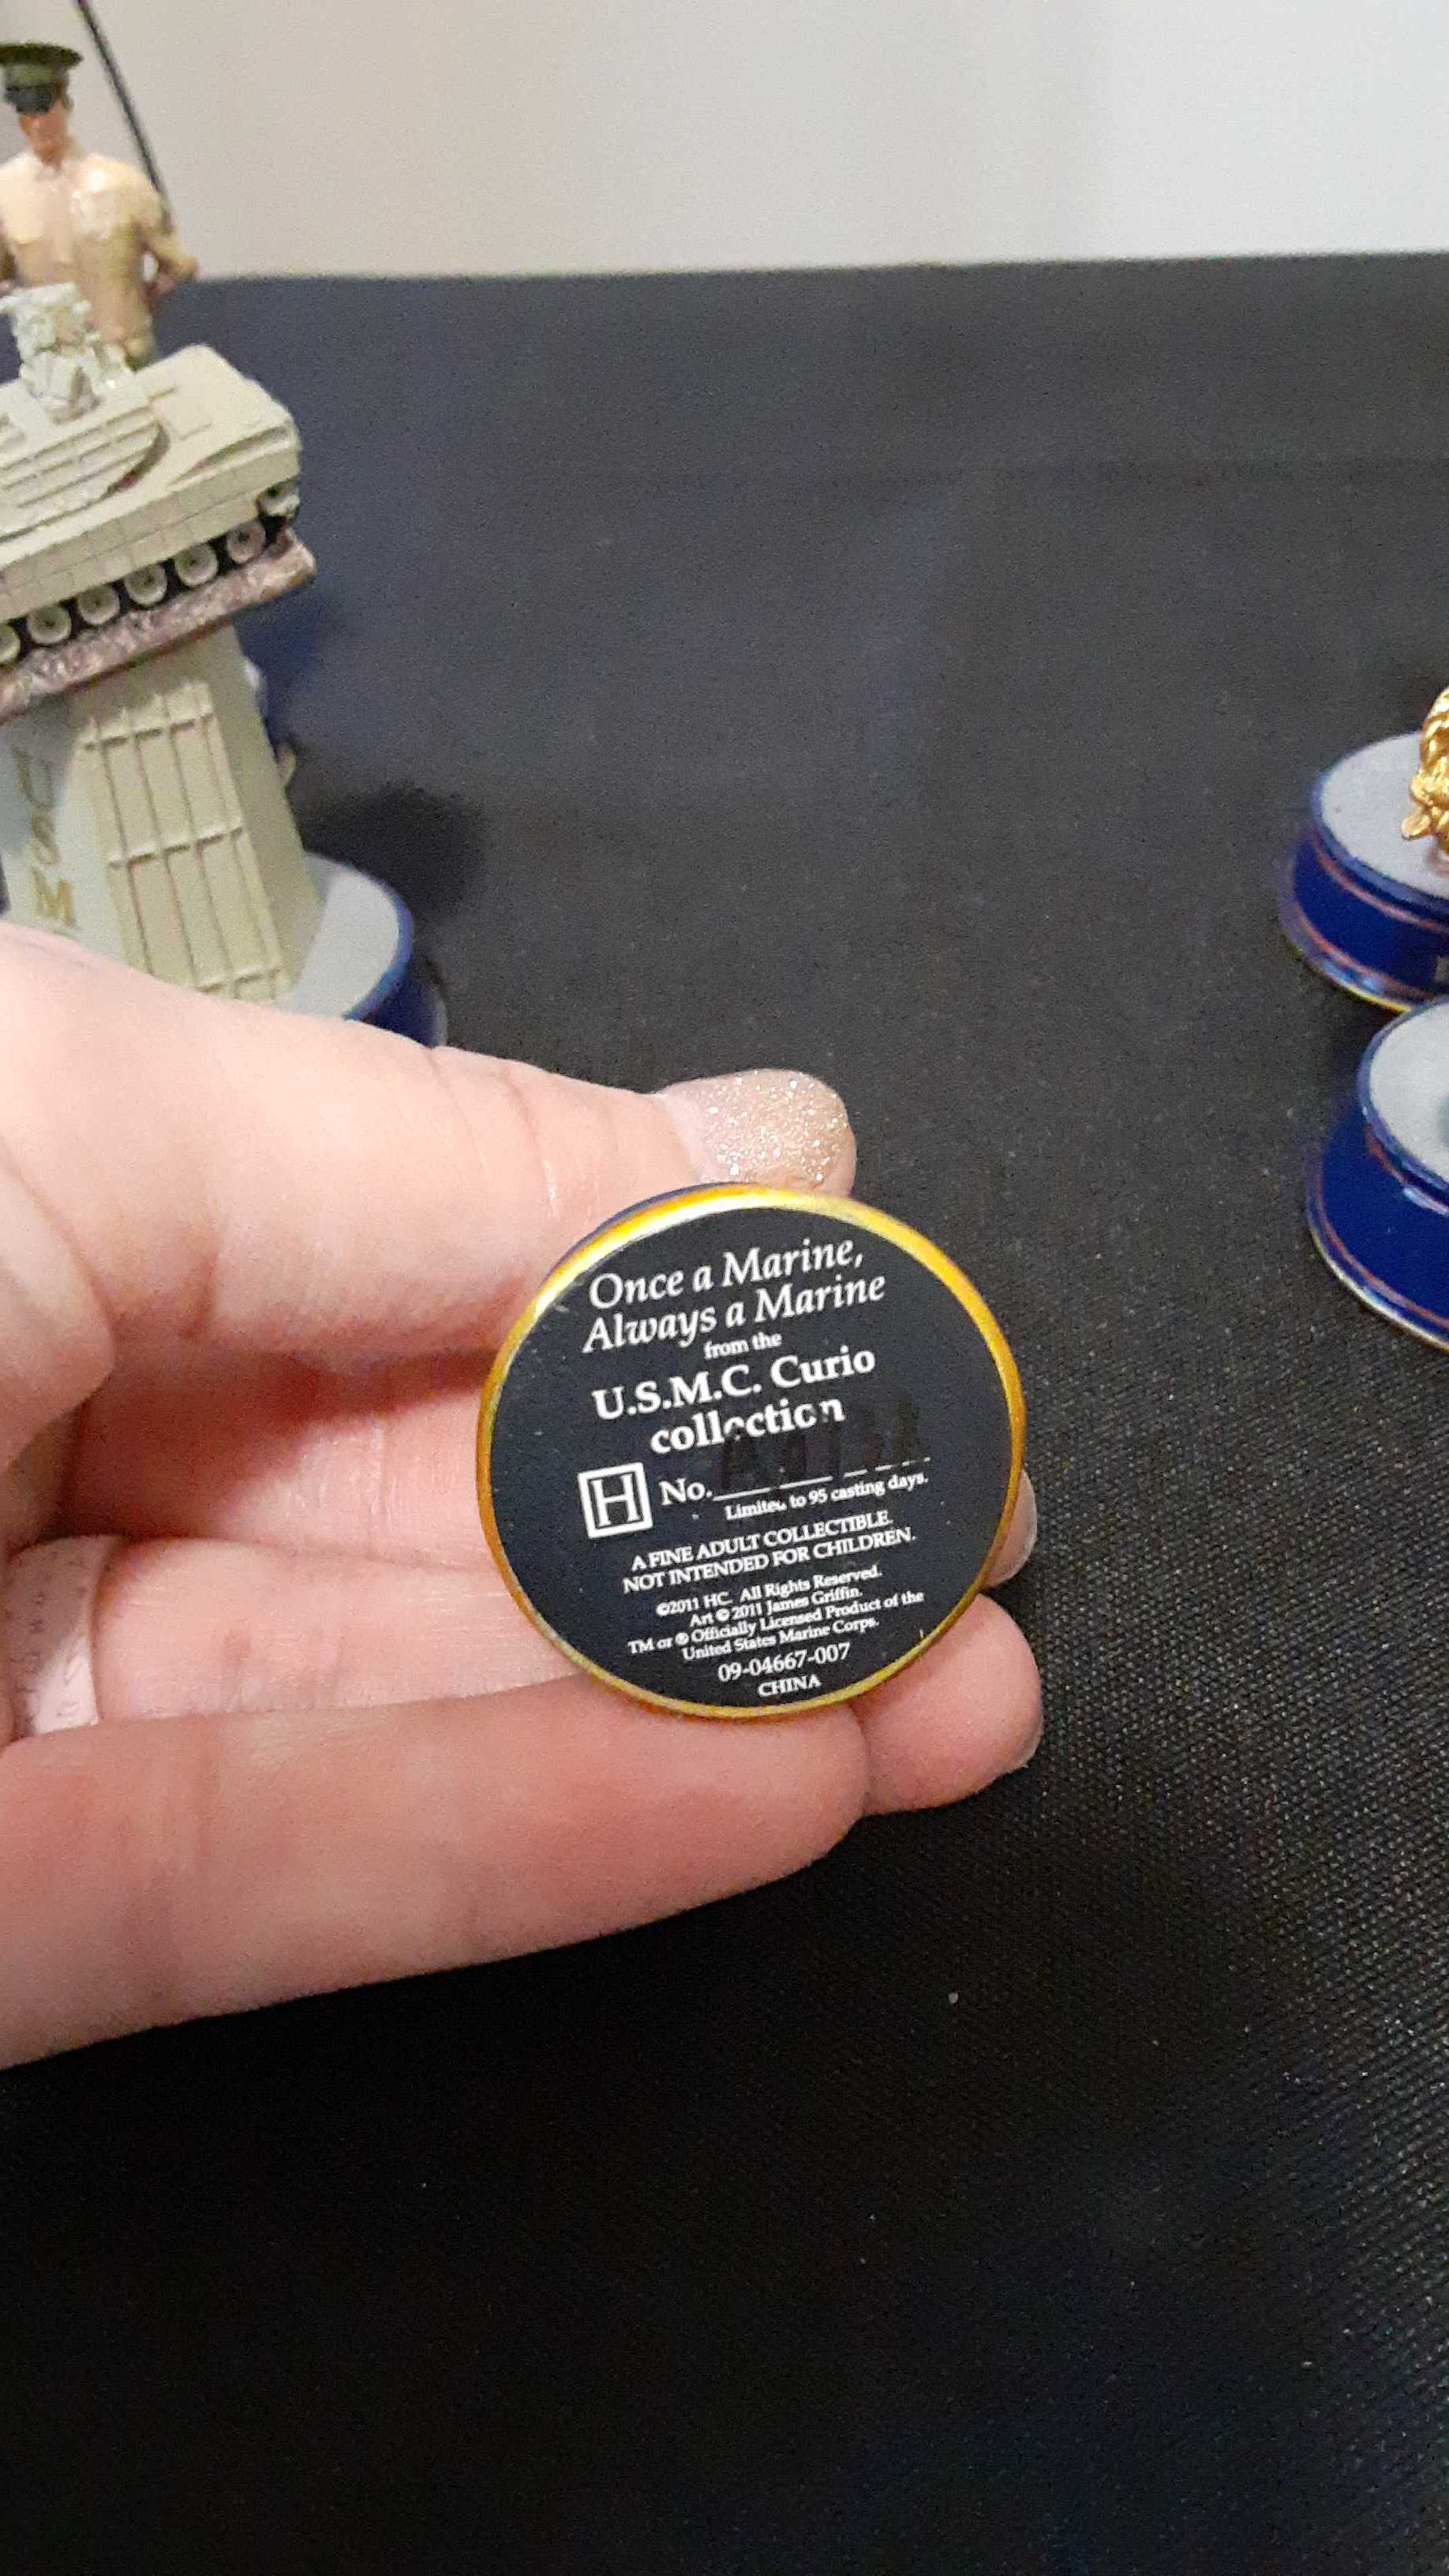 USM
Once a Marine,
Always a Marine
from the
U.S.M.C. Curio
collection
H No.
Limited to 95 casting days.
A FINE ADULT COLLECTIBLE.
NOT INTENDED FOR CHILDREN.
©2011 HC. All Rights Reserved.
Art © 2011 James Griffin.
TM or ® Officially Licensed Product of the
United States Marine Corps.
09-04667-007
CHINA